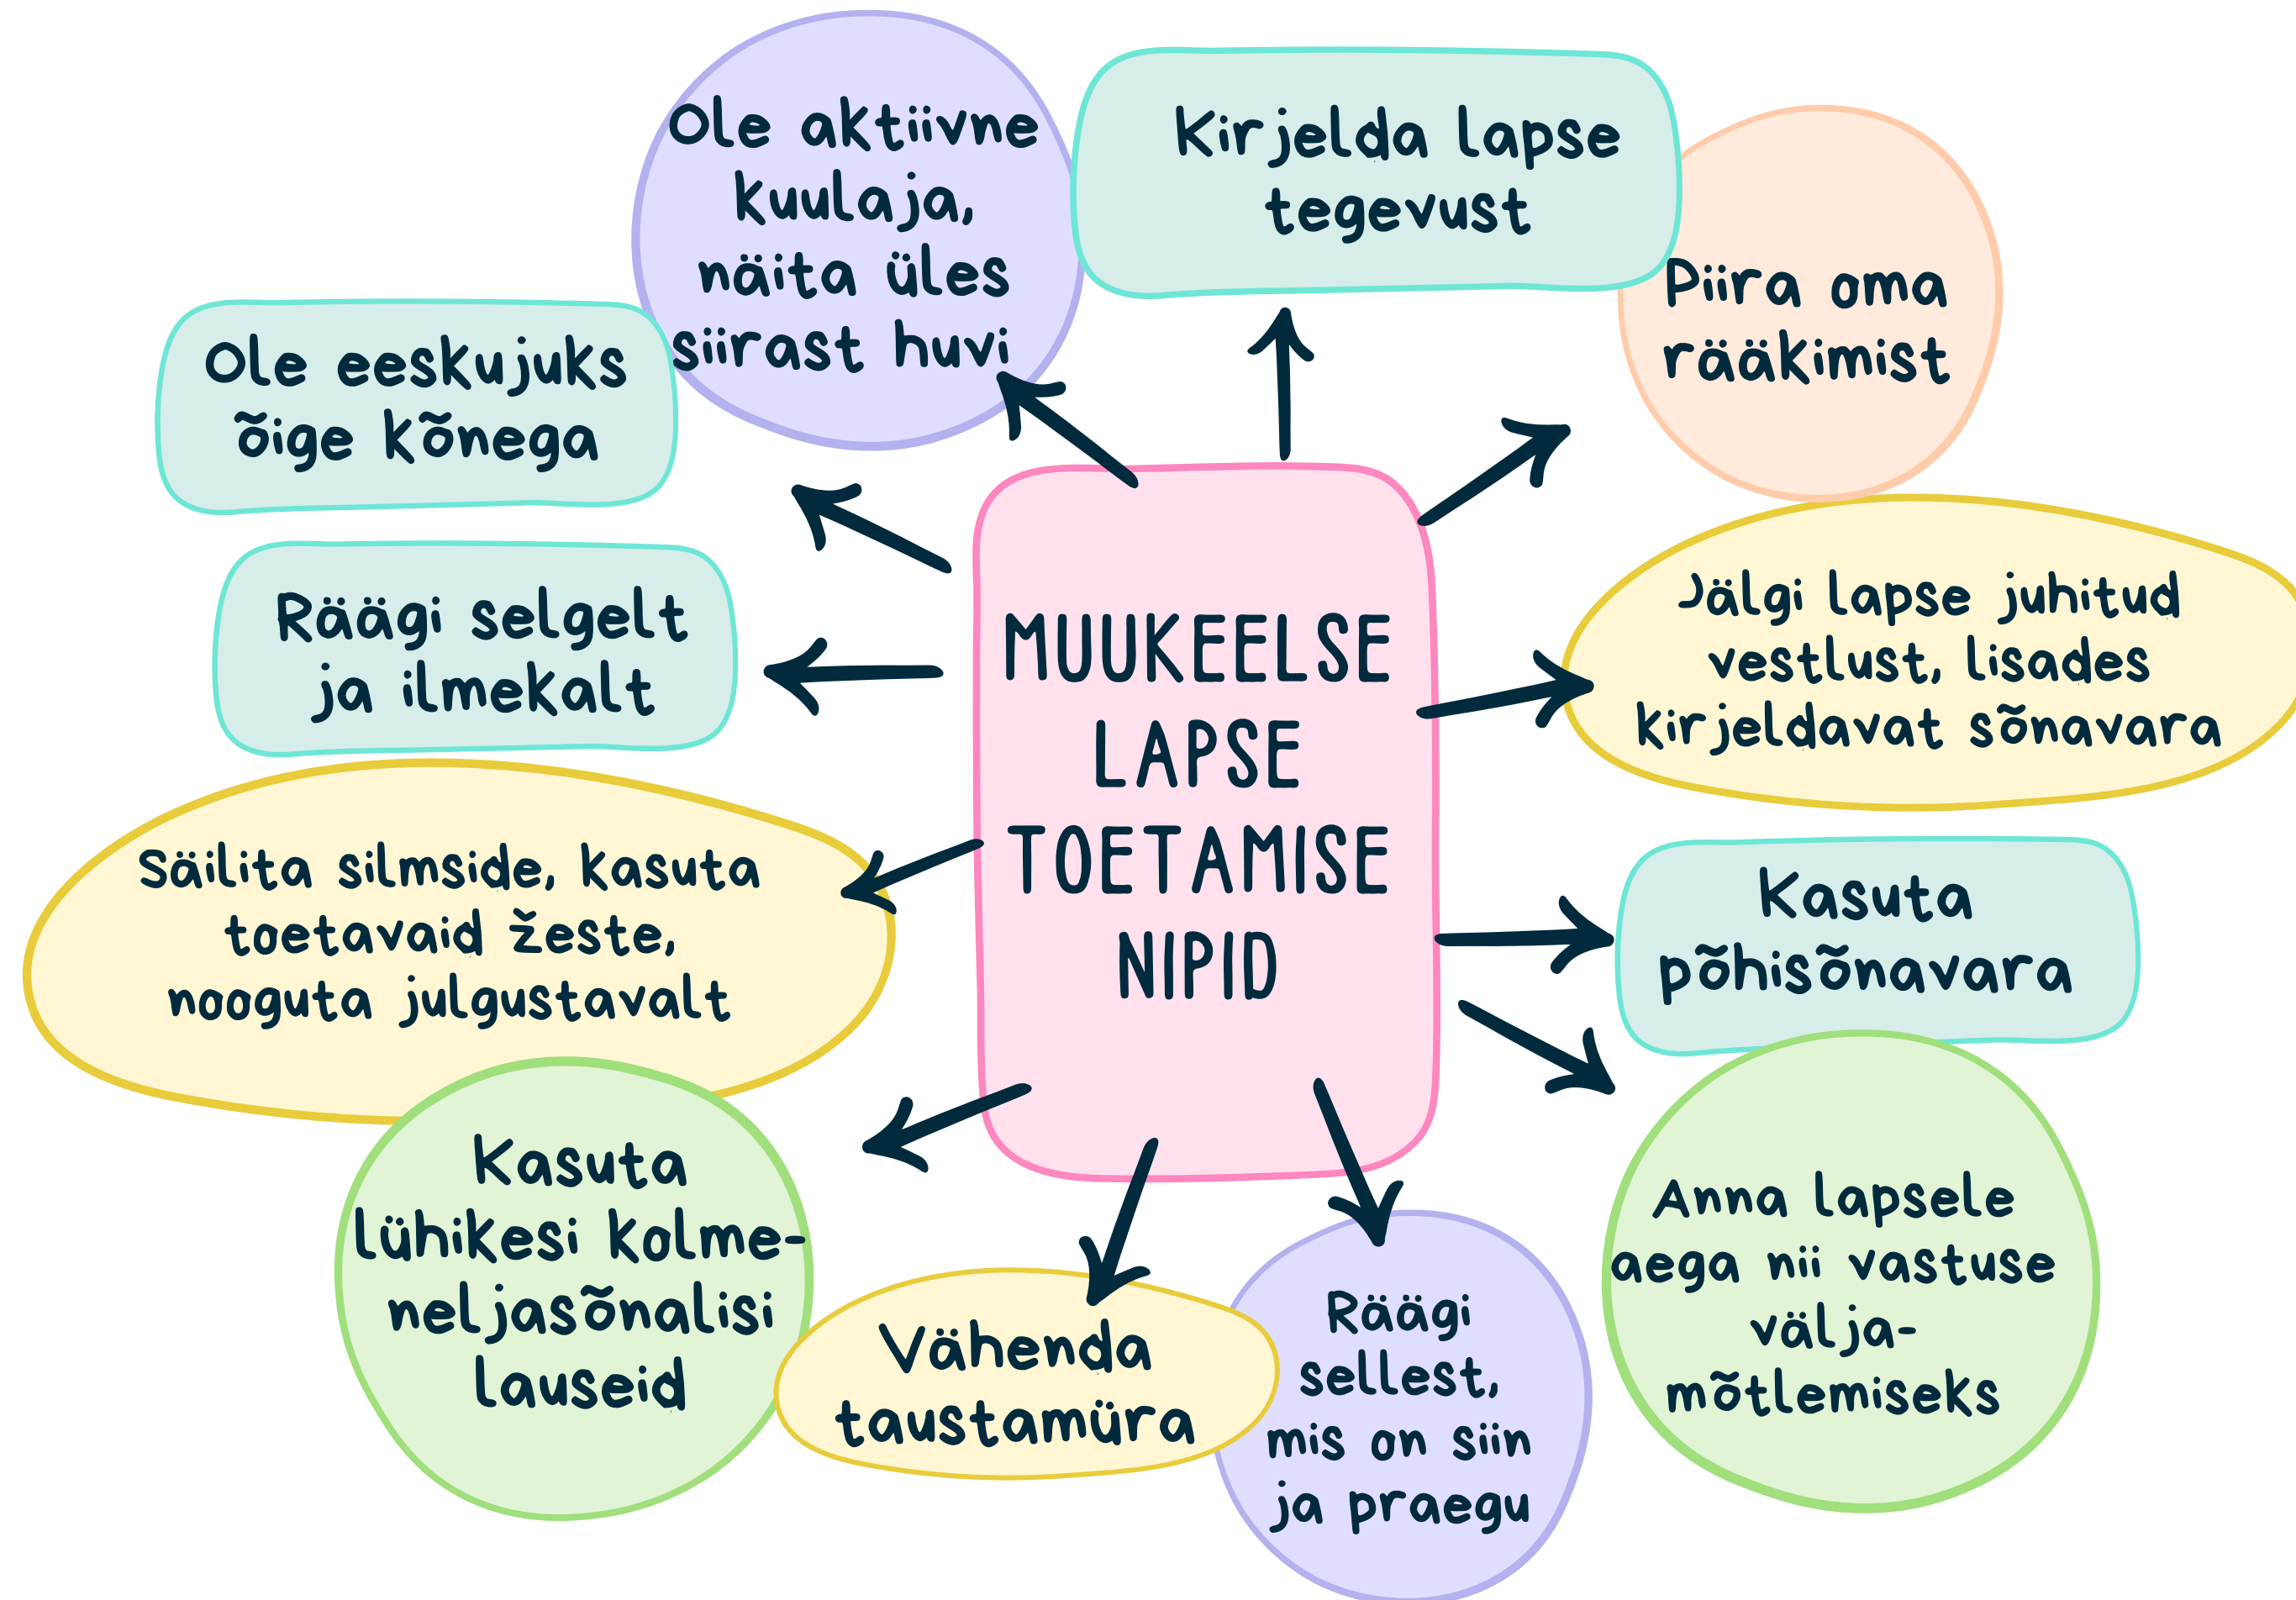 Ole aktiivne
kuulaja,
näita üles
siirast huvi
Kirjelda lapse
tegevust
Piira oma
rääkimist
Ole eeskujuks
õige kõnega
Räägi selgelt
ja ilmekalt
Jälgi lapse juhitud
vestlust, lisades
kirjeldavat sõnavara
MUUKEELSE
LAPSE
TOETAMISE
NIPID
Säilita silmside, kasuta
toetavaid žeste,
nooguta julgustavalt
Kasuta
põhisõnavara
Kasuta
lühikesi kolme-
neljasõnalisi
lauseid
Anna lapsele
aega nii vastuse
välja-
mõtlemiseks
Vähenda
taustamüra
Räägi
sellest,
mis on siin
ja praegu